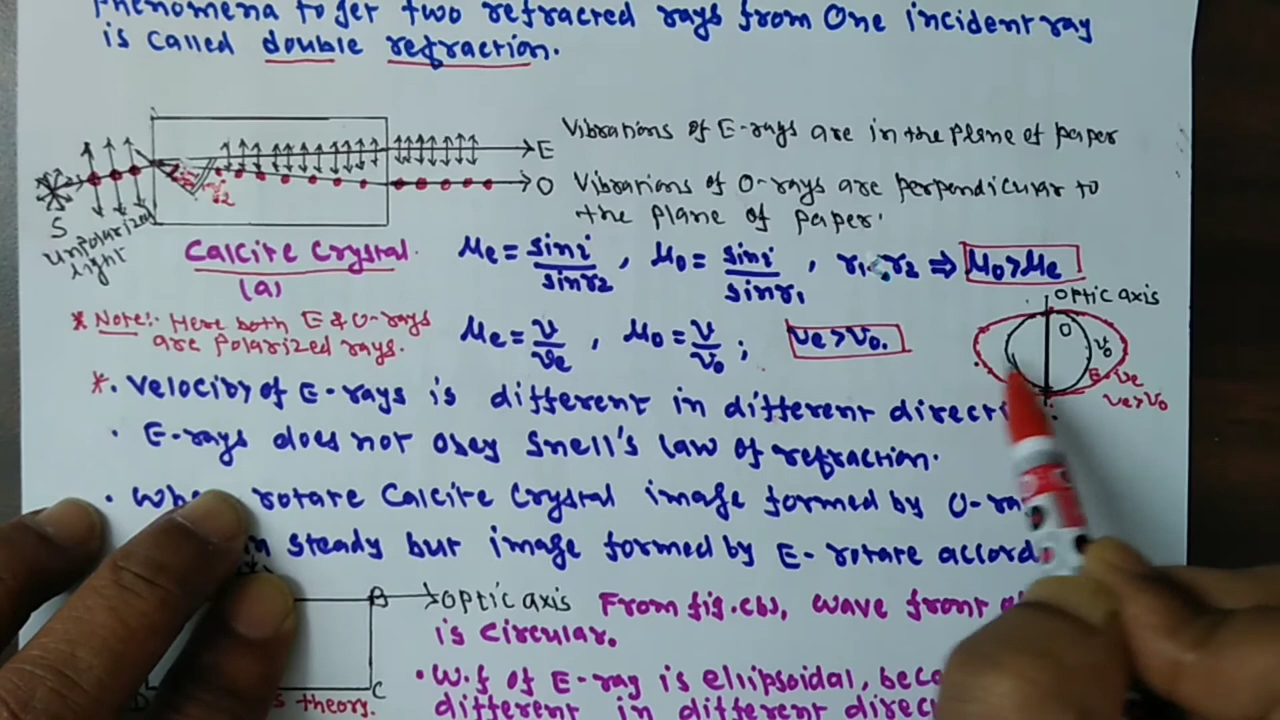 Phenomena to get two refracted rays from One incident ray
is called double refraction.
Vibrations of E-rays are in the plane of paper
E
O
Vibrations of O-rays are perpendicular to
the plane of paper.
S
unpolarized
light
r2
Calcite Crystal.
(a)
μe = sin i / sin r2 , μo = sin i / sin r1 , r1 < r2 ⇒ μo > μe
* Note:- Here both E & O-rays
are polarized rays.
μe = v/ve , μo = v/vo ; ve > vo.
optic axis
O
vo
E
ve
ve > vo
*. Velocity of E-rays is different in different direct
. E-rays does not obey Snell's law of refraction.
. When rotate Calcite Crystal image formed by O-ra
steady but image formed by E- rotate accord
B
optic axis
From fig.(b), wave front
is circular.
C
D
s theory.
. W.f of E-ray is ellipsoidal, beca
different in different direc